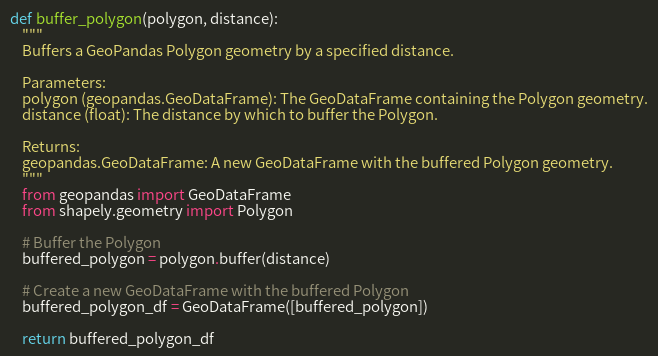 def buffer_polygon(polygon, distance):
"""
Buffers a GeoPandas Polygon geometry by a specified distance.
Parameters:
polygon (geopandas.GeoDataFrame): The GeoDataFrame containing the Polygon geometry.
distance (float): The distance by which to buffer the Polygon.
Returns:
geopandas.GeoDataFrame: A new GeoDataFrame with the buffered Polygon geometry.
"""
from geopandas import GeoDataFrame
from shapely.geometry import Polygon
# Buffer the Polygon
buffered_polygon = polygon.buffer(distance)
# Create a new GeoDataFrame with the buffered Polygon
buffered_polygon_df = GeoDataFrame([buffered_polygon])
return buffered_polygon_df